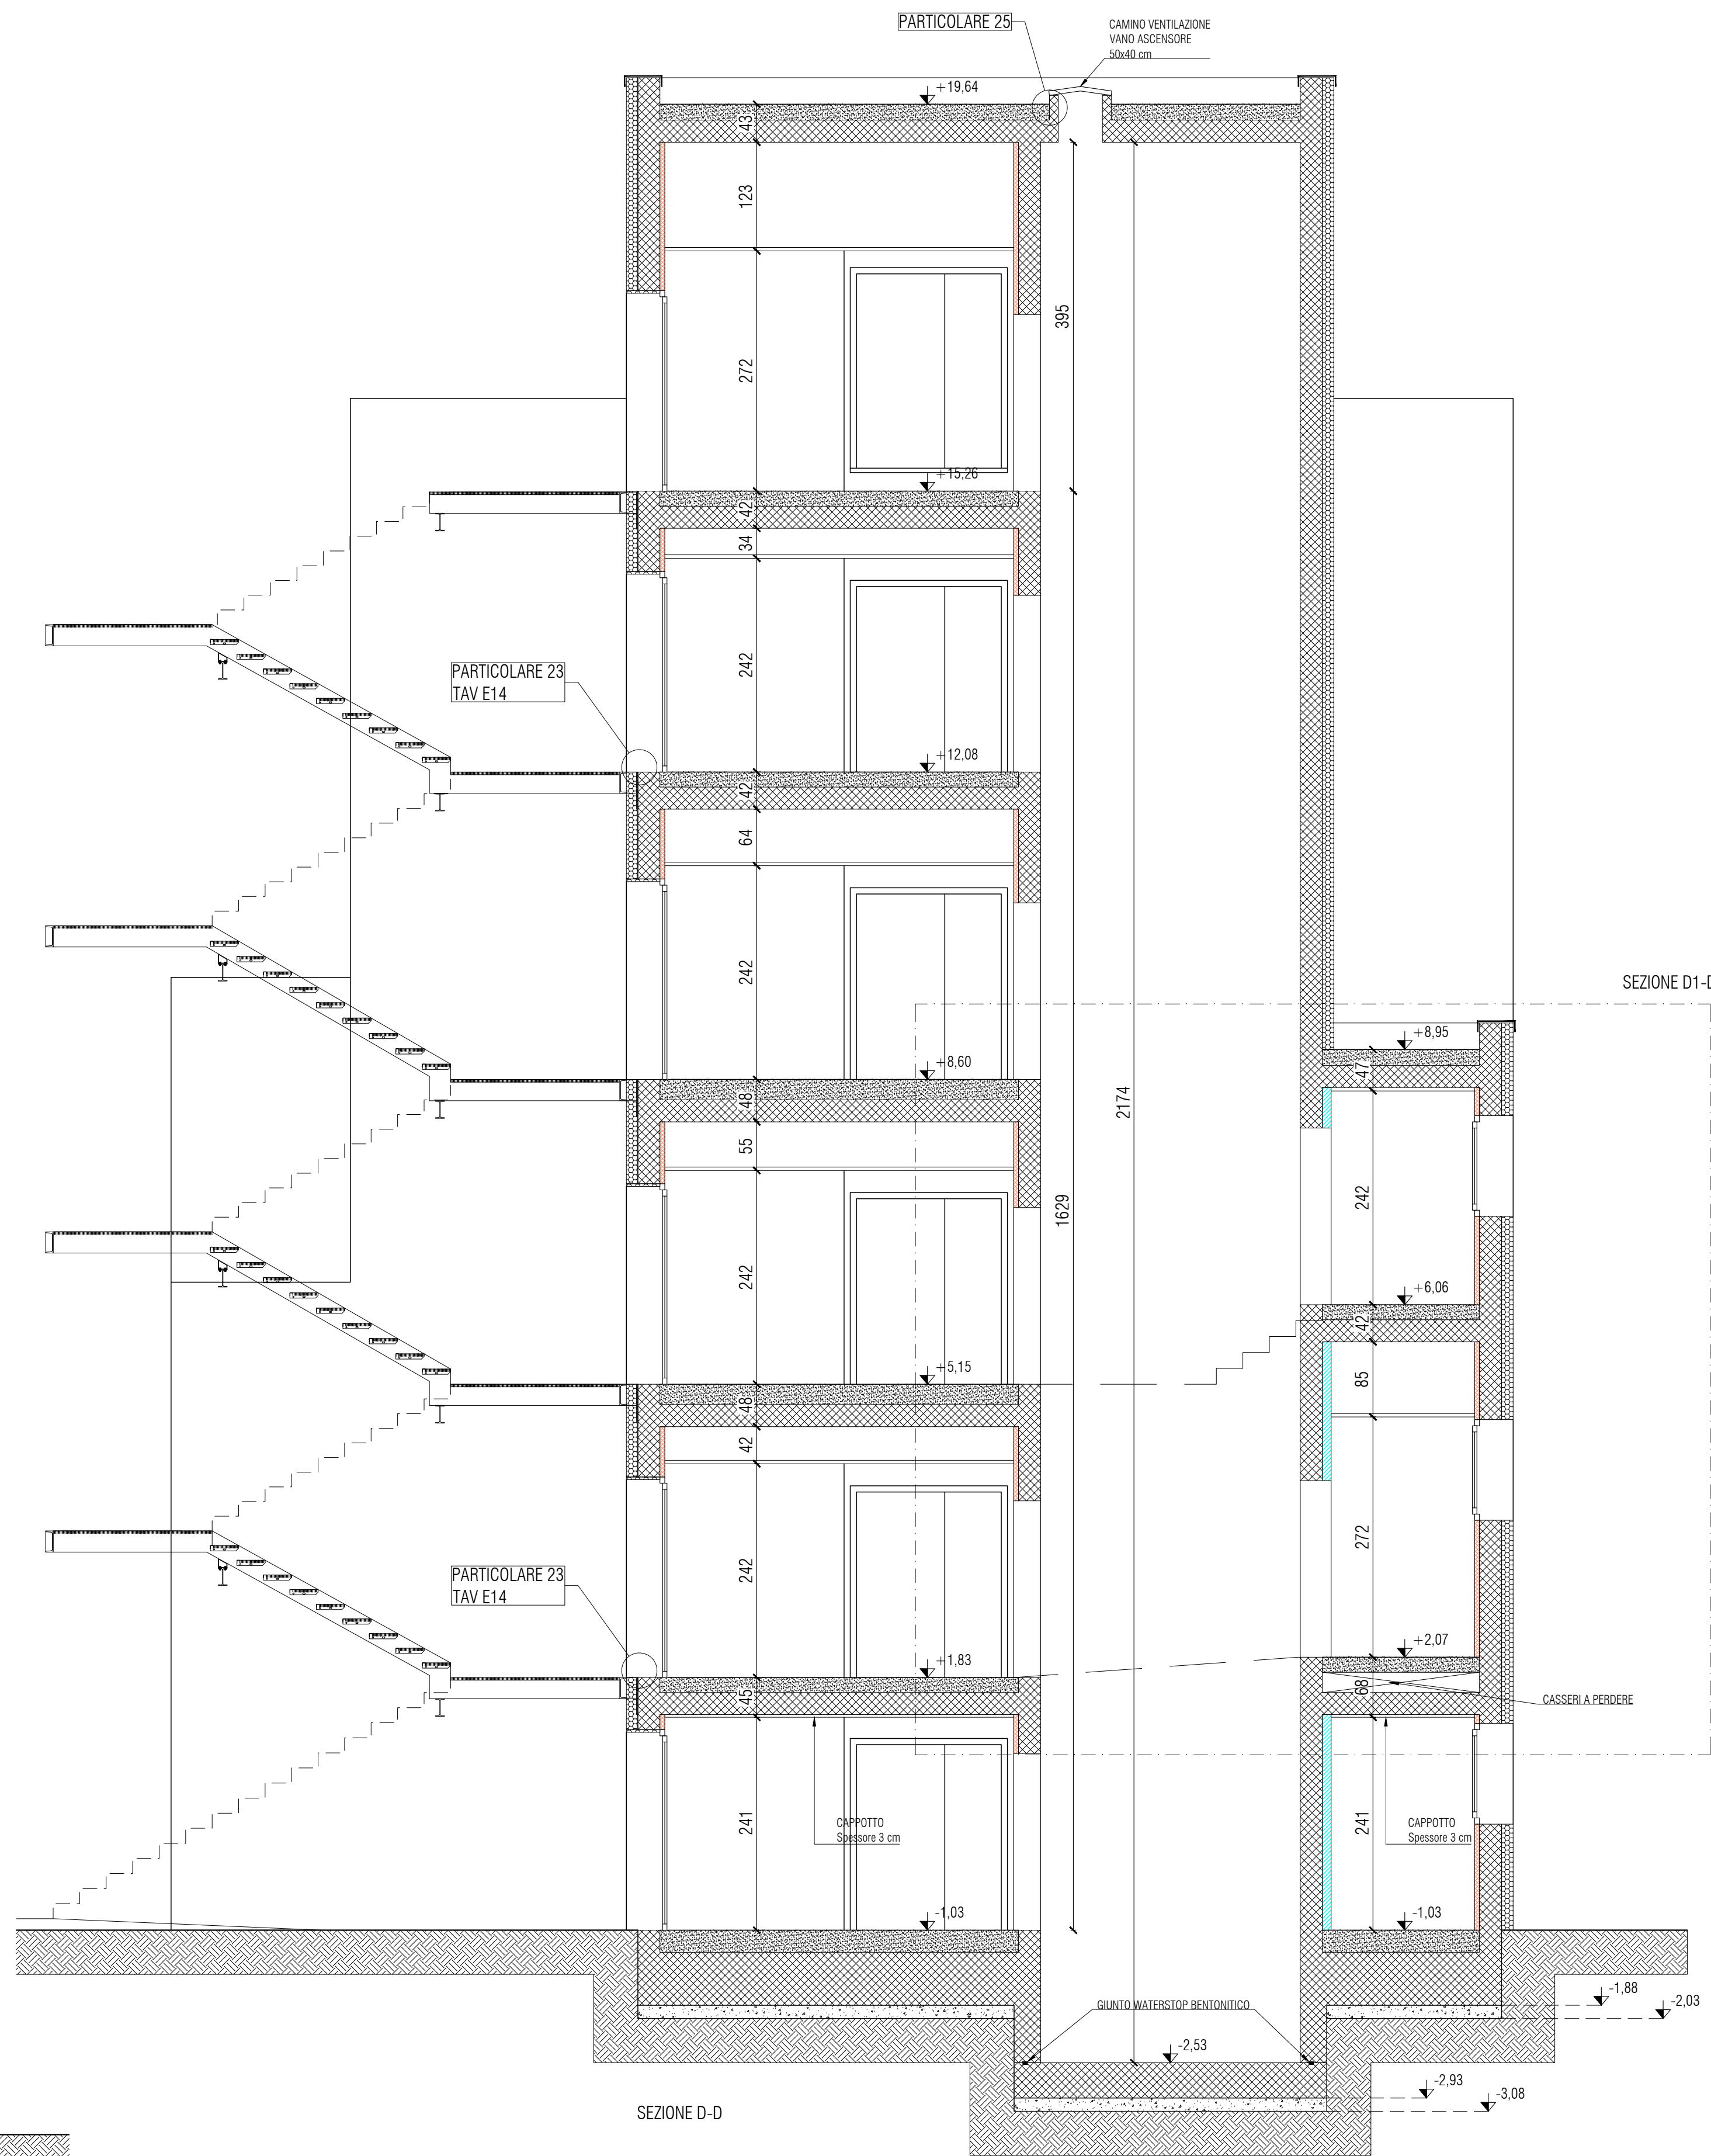 PARTICOLARE 25
CAMINO VENTILAZIONE
VANO ASCENSORE
50x40 cm
+19,64
43
123
395
272
+15,26
42
34
PARTICOLARE 23
TAV E14
242
+12,08
42
64
242
SEZIONE D1-D
+8,95
+8,60
47
48
2174
55
242
1629
242
+6,06
42
+5,15
85
48
42
272
PARTICOLARE 23
TAV E14
242
+2,07
+1,83
68
45
CASSERI A PERDERE
241
CAPPOTTO
Spessore 3 cm
241
CAPPOTTO
Spessore 3 cm
-1,03
-1,03
-1,88
-2,03
GIUNTO WATERSTOP BENTONITICO
-2,53
-2,93
-3,08
SEZIONE D-D